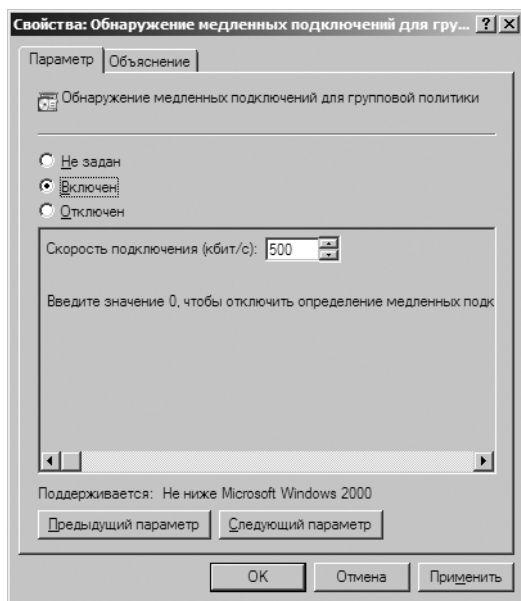 Свойства: Обнаружение медленных подключений для гру... ? X
Параметр Объяснение
Обнаружение медленных подключений для групповой политики
Не задан
Включен
Отключен
Скорость подключения (кбит/с): 500
Введите значение 0, чтобы отключить определение медленных подк
Поддерживается: Не ниже Microsoft Windows 2000
Предыдущий параметр Следующий параметр
OK Отмена Применить